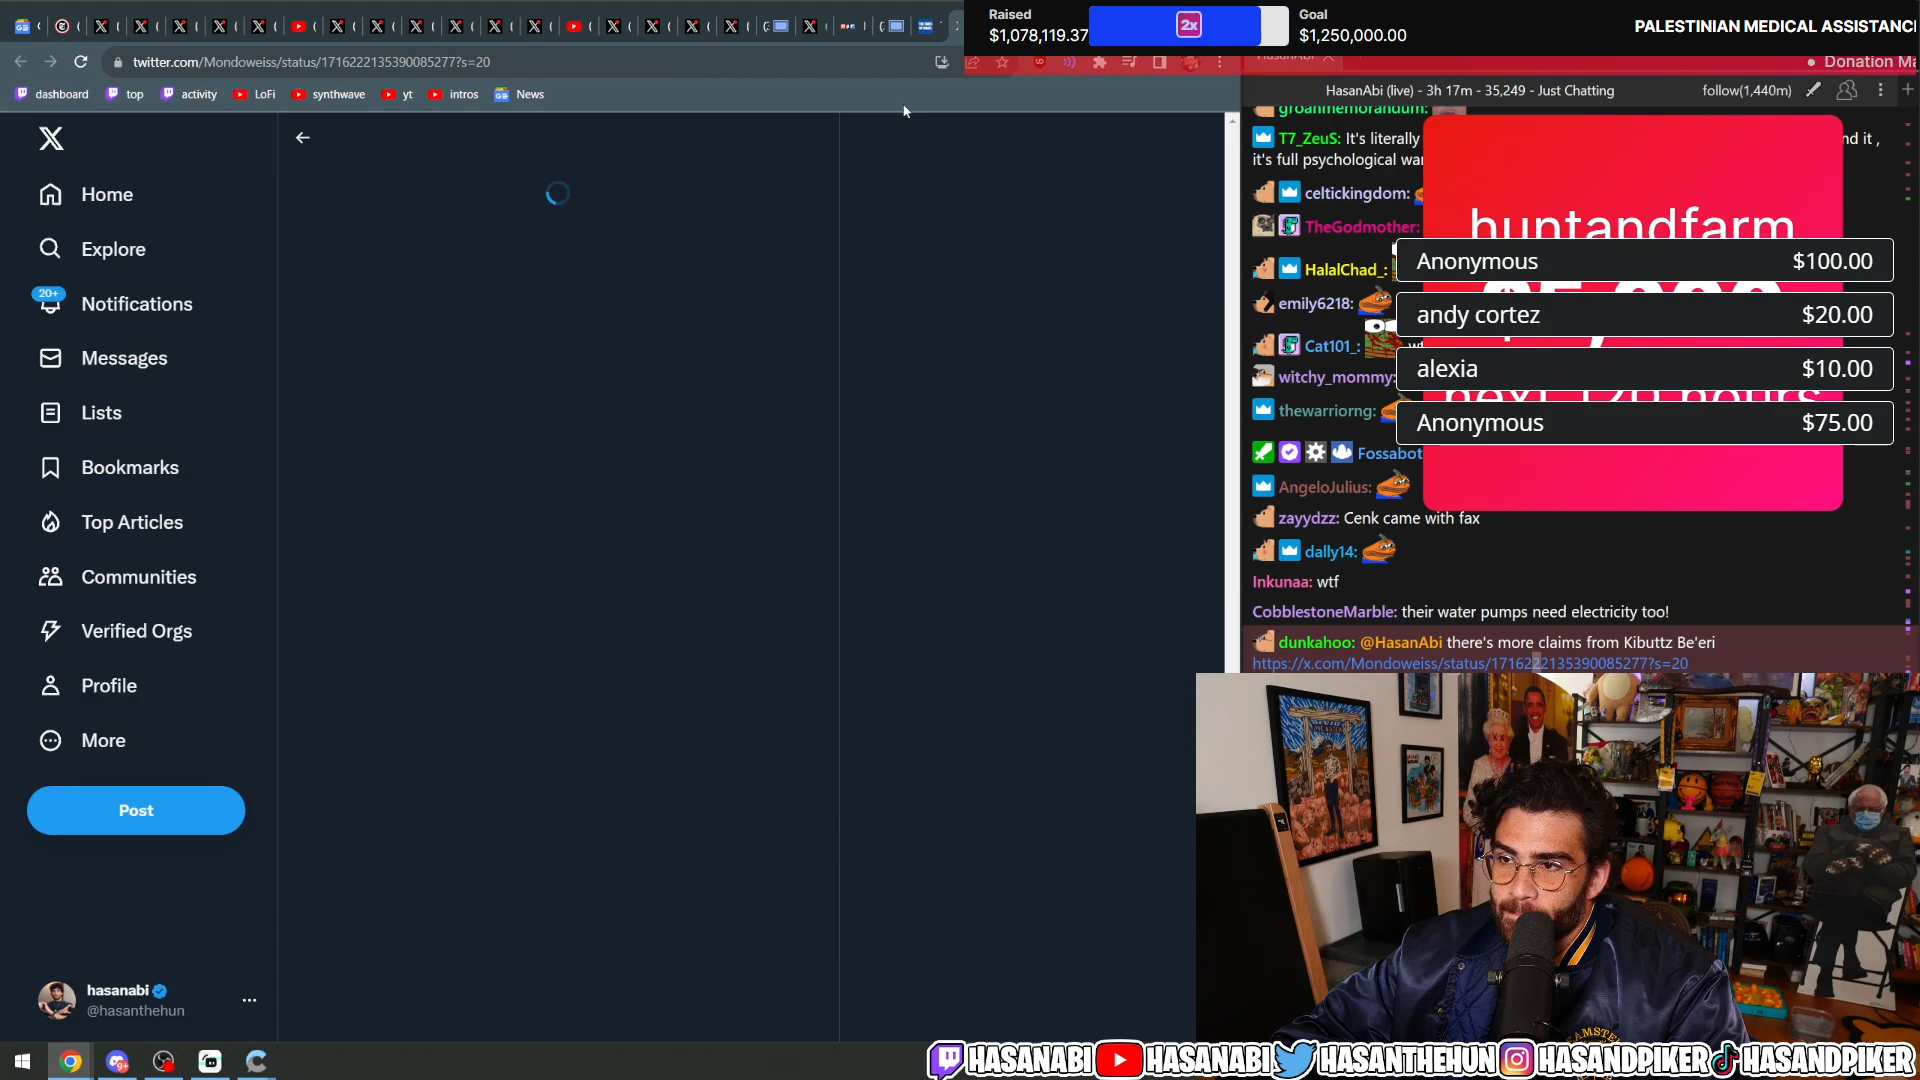 Raised
$1,078,119.37
2x
Goal
$1,250,000.00
PALESTINIAN MEDICAL ASSISTANC
twitter.com/Mondoweiss/status/1716222135390085277?s=20
Donation Ma
dashboard
top
activity
LoFi
synthwave
yt
intros
News
HasanAbi (live) - 3h 17m - 35,249 - Just Chatting
follow(1,440m)
groanmemorandum:
T7_ZeuS: It's literally
nd it ,
it's full psychological wa
celtickingdom:
TheGodmother:
HalalChad_:
emily6218:
Cat101_:
witchy_mommy:
thewarriorng:
Fossabot
AngeloJulius:
zayydzz: Cenk came with fax
dally14:
Inkunaa: wtf
CobblestoneMarble: their water pumps need electricity too!
dunkahoo: @HasanAbi there's more claims from Kibuttz Be'eri
https://x.com/Mondoweiss/status/1716222135390085277?s=20
huntandfarm
Anonymous $100.00
andy cortez $20.00
alexia $10.00
next 120 hours
Anonymous $75.00
Home
Explore
20+
Notifications
Messages
Lists
Bookmarks
Top Articles
Communities
Verified Orgs
Profile
More
Post
hasanabi
@hasanthehun
HASANABI
HASANABI
HASANTHEHUN
HASANDPIKER
HASANDPIKER